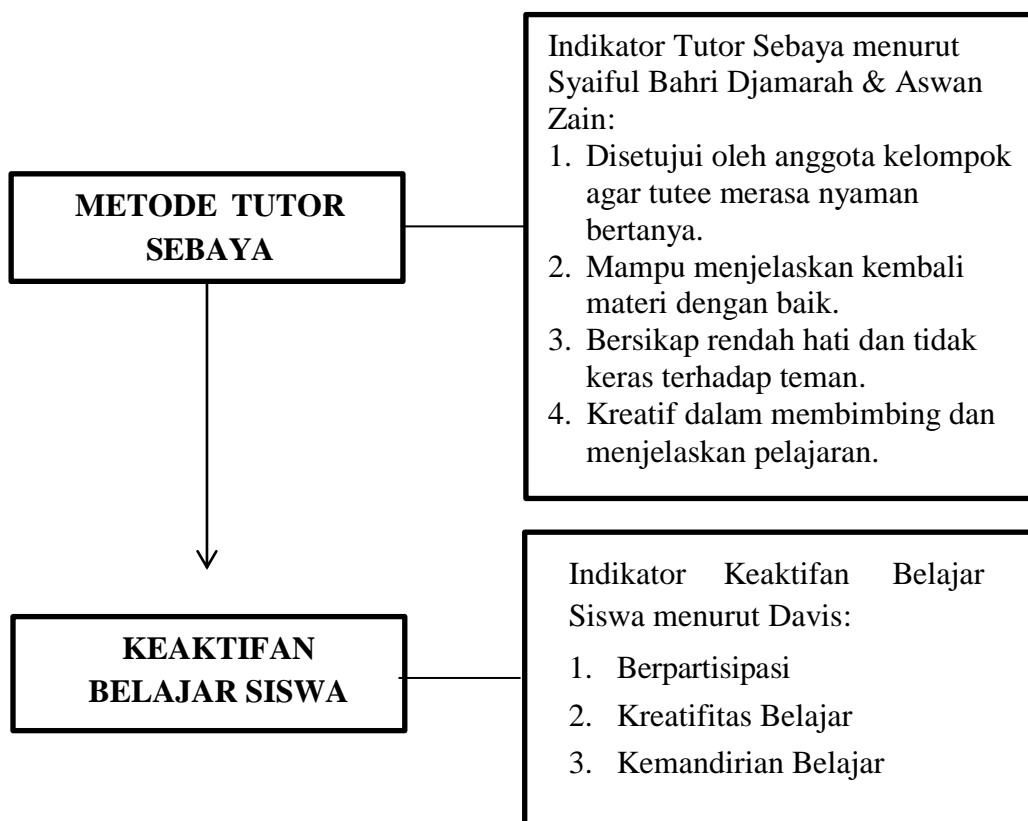 Indikator Tutor Sebaya menurut
Syaiful Bahri Djamarah & Aswan
Zain:
1. Disetujui oleh anggota kelompok
agar tutee merasa nyaman
bertanya.
2. Mampu menjelaskan kembali
materi dengan baik.
3. Bersikap rendah hati dan tidak
keras terhadap teman.
4. Kreatif dalam membimbing dan
menjelaskan pelajaran.
METODE TUTOR
SEBAYA
Indikator Keaktifan Belajar
Siswa menurut Davis:
1. Berpartisipasi
2. Kreatifitas Belajar
3. Kemandirian Belajar
KEAKTIFAN
BELAJAR SISWA